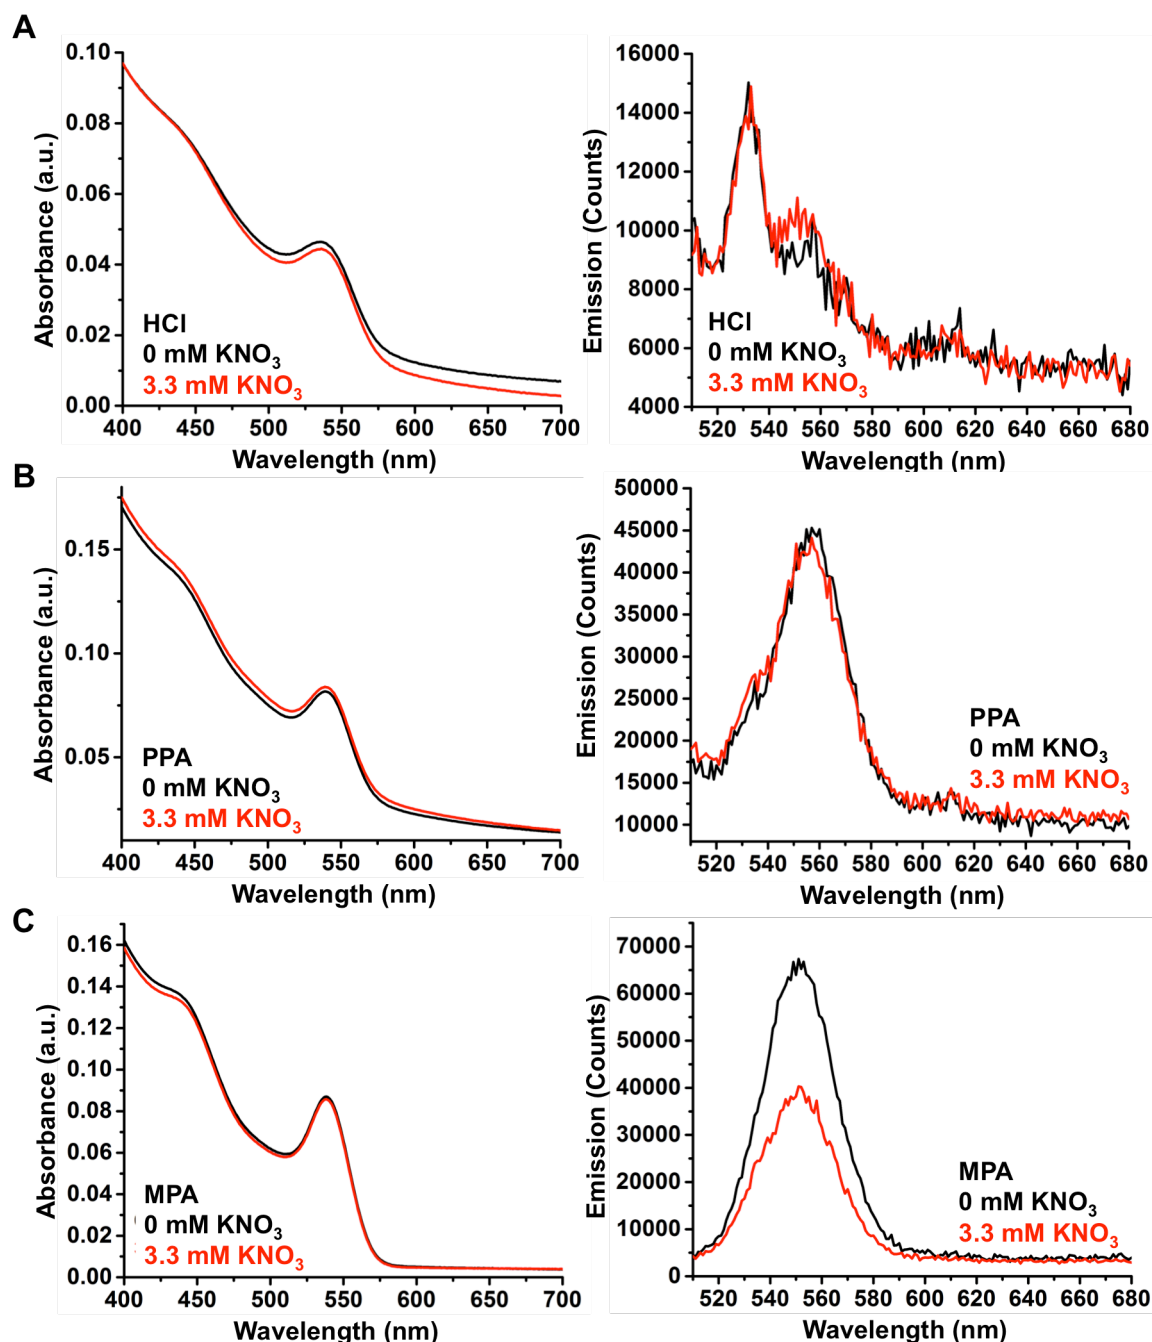 A
0.10
0.08
0.06
0.04
0.02
0.00
Absorbance (a.u.)
HCl
0 mM KNO3
3.3 mM KNO3
400 450 500 550 600 650 700
Wavelength (nm)
16000
14000
12000
10000
8000
6000
4000
Emission (Counts)
HCl
0 mM KNO3
3.3 mM KNO3
520 540 560 580 600 620 640 660 680
Wavelength (nm)
B
0.15
0.10
0.05
Absorbance (a.u.)
PPA
0 mM KNO3
3.3 mM KNO3
400 450 500 550 600 650 700
Wavelength (nm)
50000
45000
40000
35000
30000
25000
20000
15000
10000
Emission (Counts)
PPA
0 mM KNO3
3.3 mM KNO3
520 540 560 580 600 620 640 660 680
Wavelength (nm)
C
0.16
0.14
0.12
0.10
0.08
0.06
0.04
0.02
0.00
Absorbance (a.u.)
MPA
0 mM KNO3
3.3 mM KNO3
400 450 500 550 600 650 700
Wavelength (nm)
70000
60000
50000
40000
30000
20000
10000
0
Emission (Counts)
MPA
0 mM KNO3
3.3 mM KNO3
520 540 560 580 600 620 640 660 680
Wavelength (nm)